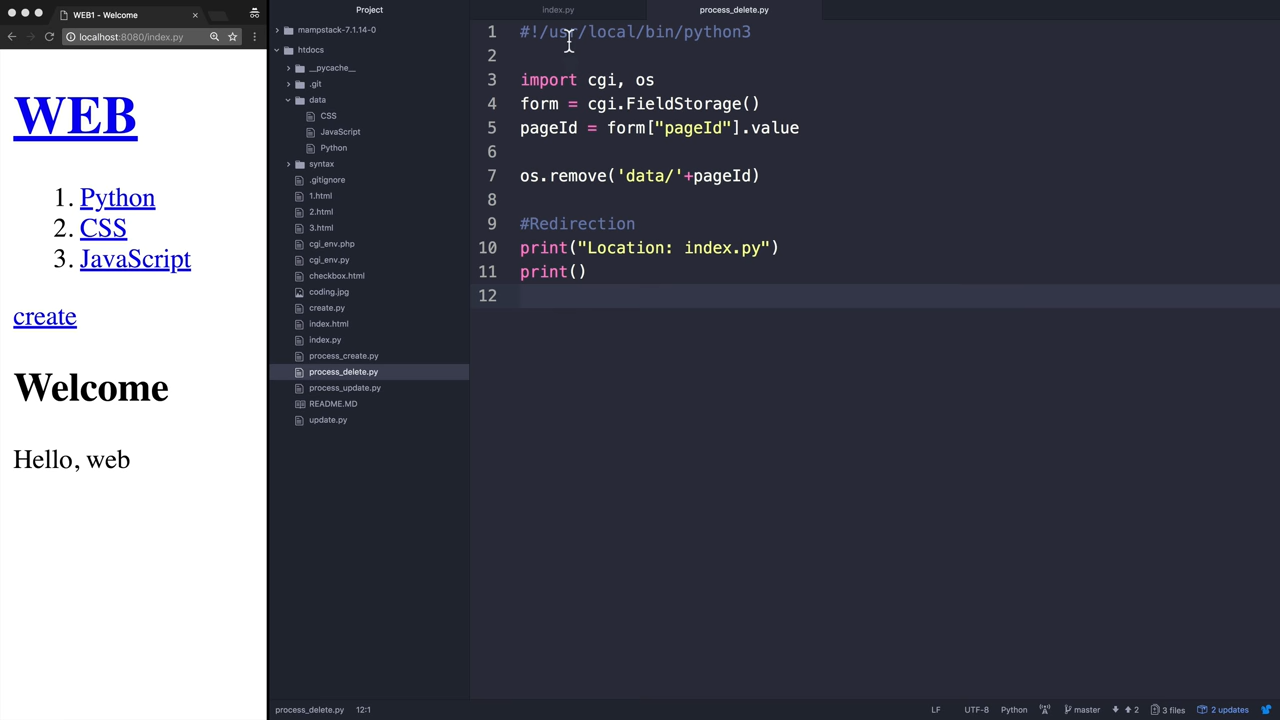 WEB1 - Welcome
localhost:8080/index.py
WEB
1. Python
2. CSS
3. JavaScript
create
Welcome
Hello, web
Project
mampstack-7.1.14-0
htdocs
__pycache__
.git
data
CSS
JavaScript
Python
syntax
.gitignore
1.html
2.html
3.html
cgi_env.php
cgi_env.py
checkbox.html
coding.jpg
create.py
index.html
index.py
process_create.py
process_delete.py
process_update.py
README.MD
update.py
index.py
process_delete.py
1 #!/usr/local/bin/python3
2
3 import cgi, os
4 form = cgi.FieldStorage()
5 pageId = form["pageId"].value
6
7 os.remove('data/'+pageId)
8
9 #Redirection
10 print("Location: index.py")
11 print()
12
process_delete.py 12:1
LF UTF-8 Python master 2 3 files 2 updates